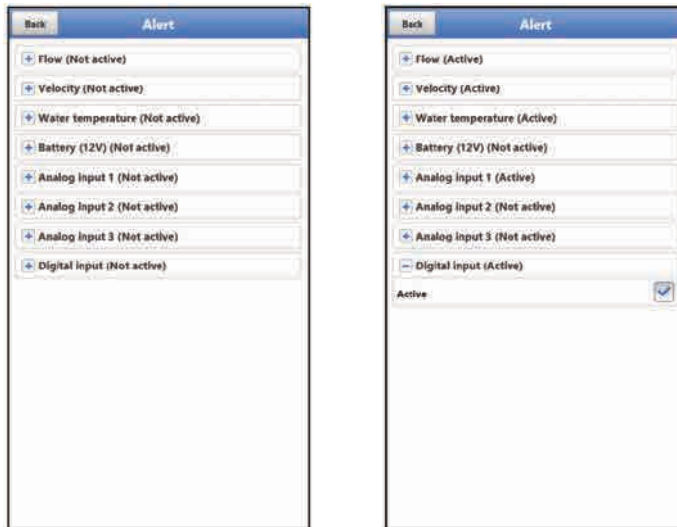 Back Alert
Flow (Not active)
Velocity (Not active)
Water temperature (Not active)
Battery (12V) (Not active)
Analog input 1 (Not active)
Analog input 2 (Not active)
Analog input 3 (Not active)
Digital input (Not active)
Back Alert
Flow (Active)
Velocity (Active)
Water temperature (Active)
Battery (12V) (Not active)
Analog input 1 (Active)
Analog input 2 (Not active)
Analog input 3 (Not active)
Digital input (Active)
Active